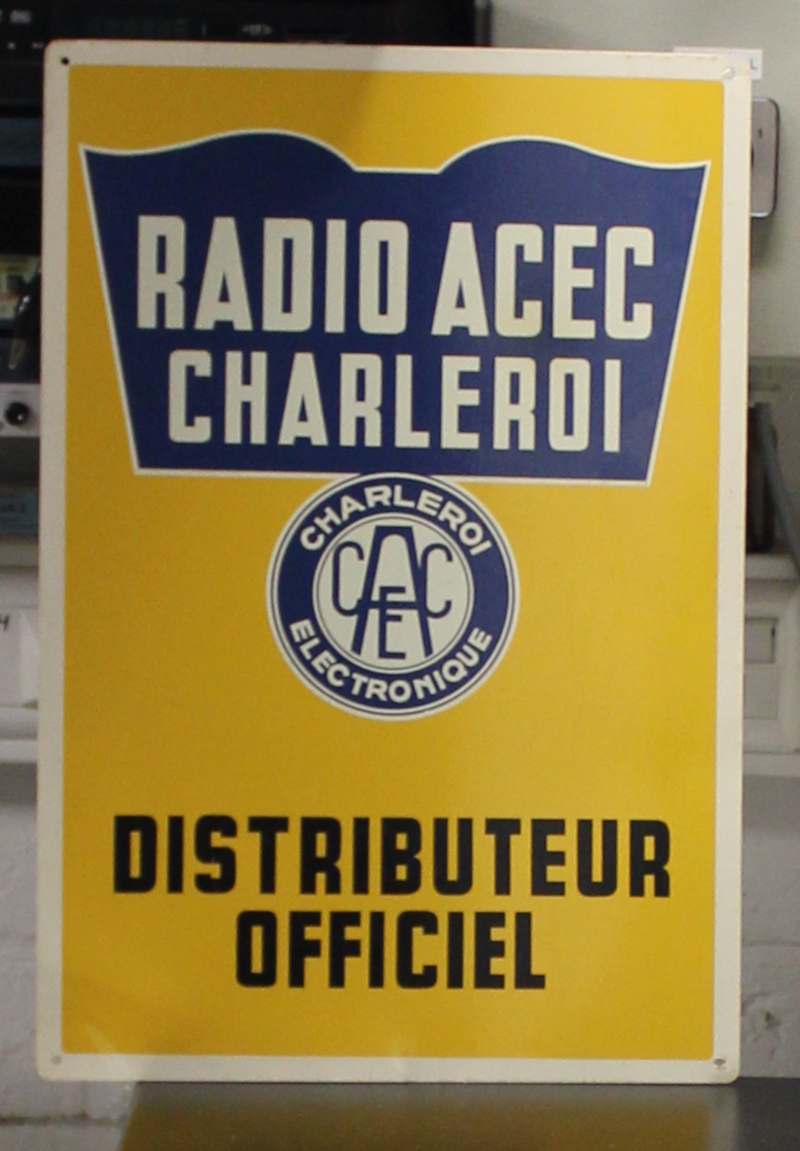 RADIO ACEC
CHARLEROI
CHARLEROI
ACEC
ELECTRONIQUE
DISTRIBUTEUR
OFFICIEL